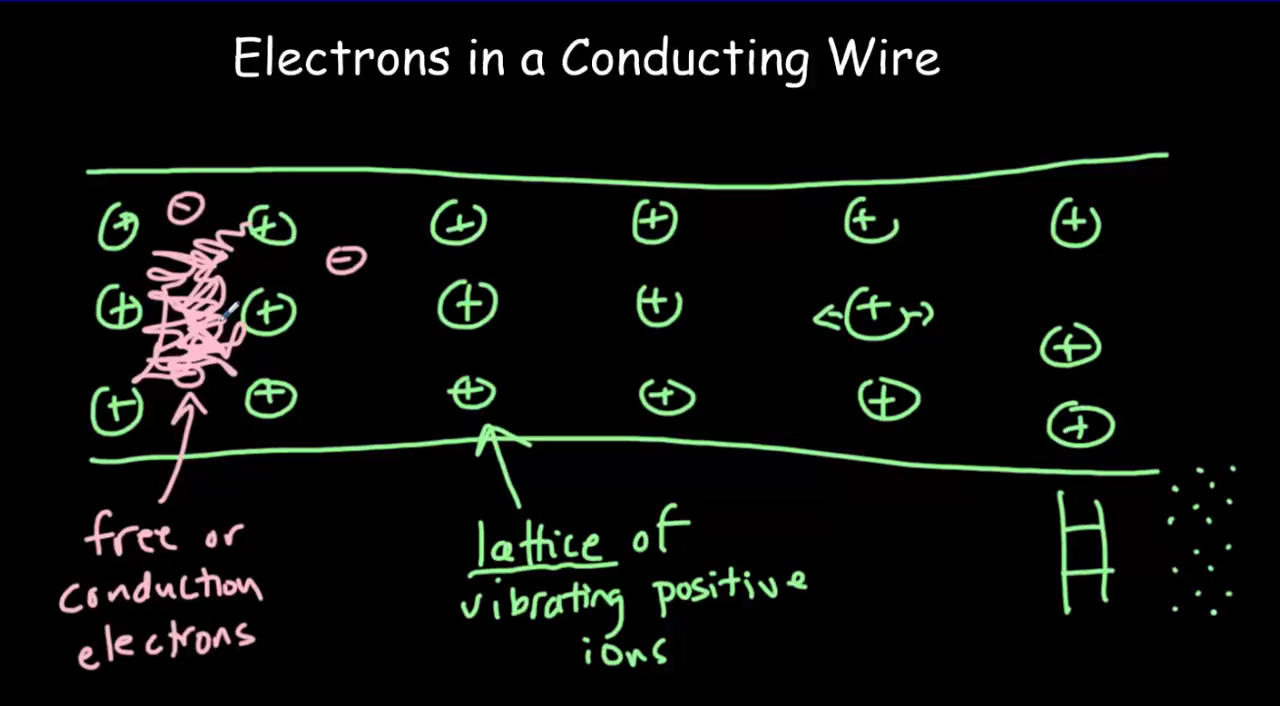 Electrons in a Conducting Wire
+ - + + + + +
-
+ + + + + +
-
+ + + + + +
free or
conduction
electrons
lattice of
vibrating positive
ions